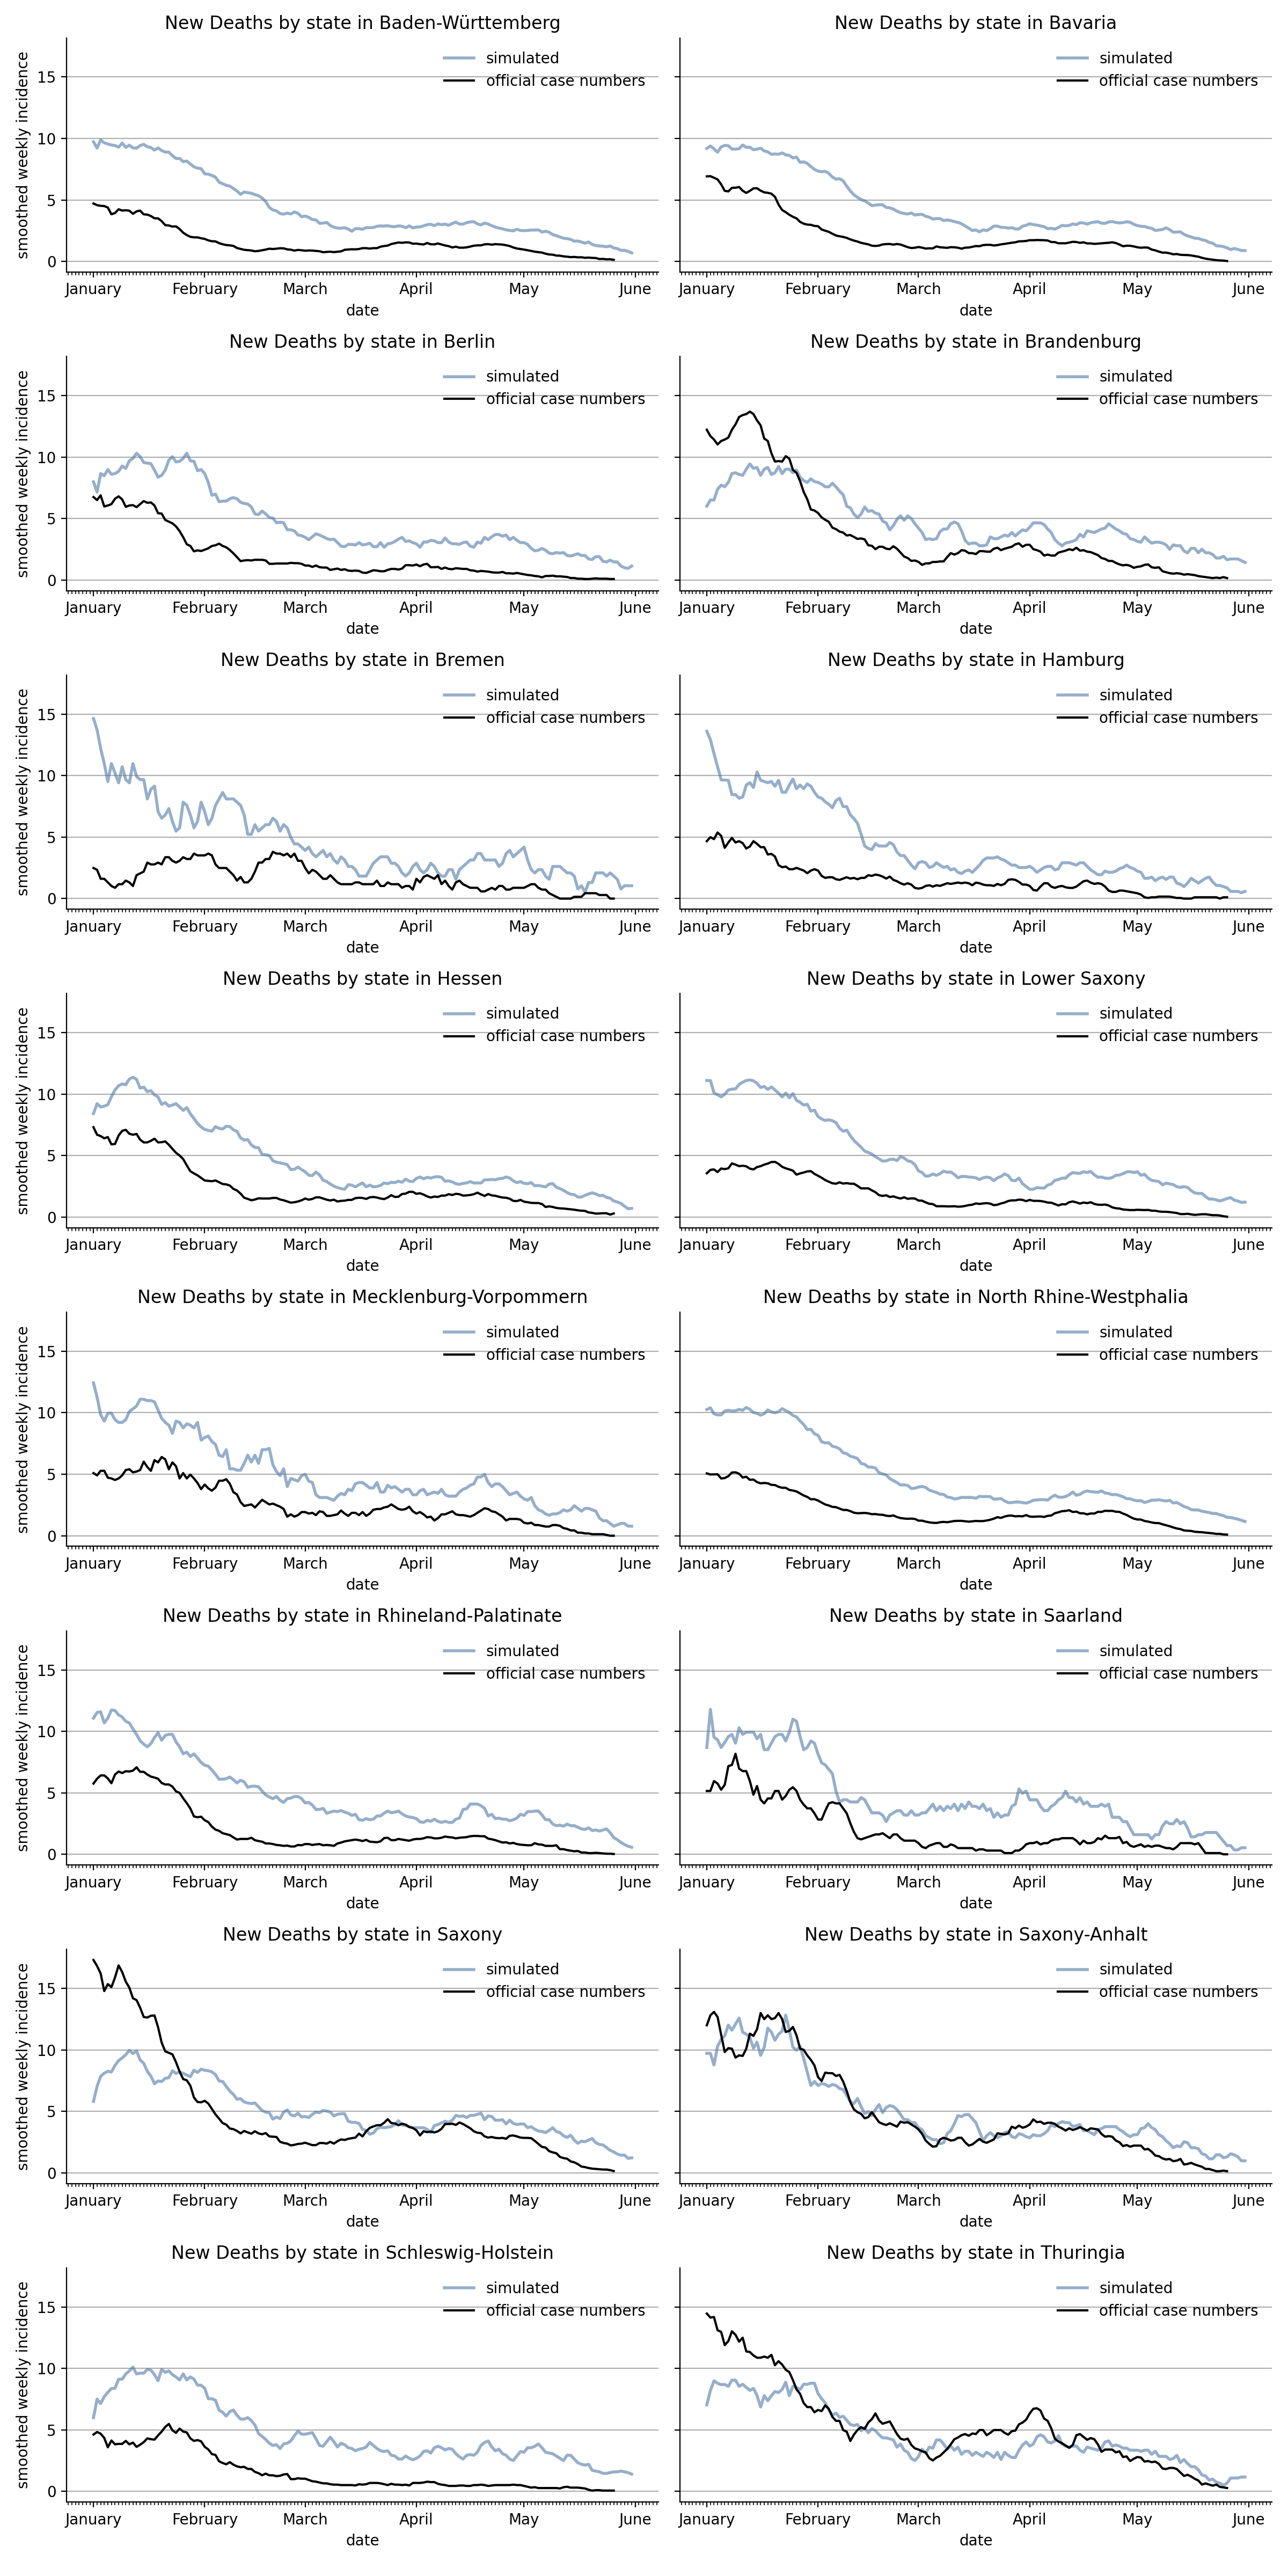 New Deaths by state in Baden-Württemberg
smoothed weekly incidence
15
10
5
0
simulated
official case numbers
January February March April May June
date
New Deaths by state in Bavaria
simulated
official case numbers
January February March April May June
date
New Deaths by state in Berlin
smoothed weekly incidence
15
10
5
0
simulated
official case numbers
January February March April May June
date
New Deaths by state in Brandenburg
simulated
official case numbers
January February March April May June
date
New Deaths by state in Bremen
smoothed weekly incidence
15
10
5
0
simulated
official case numbers
January February March April May June
date
New Deaths by state in Hamburg
simulated
official case numbers
January February March April May June
date
New Deaths by state in Hessen
smoothed weekly incidence
15
10
5
0
simulated
official case numbers
January February March April May June
date
New Deaths by state in Lower Saxony
simulated
official case numbers
January February March April May June
date
New Deaths by state in Mecklenburg-Vorpommern
smoothed weekly incidence
15
10
5
0
simulated
official case numbers
January February March April May June
date
New Deaths by state in North Rhine-Westphalia
simulated
official case numbers
January February March April May June
date
New Deaths by state in Rhineland-Palatinate
smoothed weekly incidence
15
10
5
0
simulated
official case numbers
January February March April May June
date
New Deaths by state in Saarland
simulated
official case numbers
January February March April May June
date
New Deaths by state in Saxony
smoothed weekly incidence
15
10
5
0
simulated
official case numbers
January February March April May June
date
New Deaths by state in Saxony-Anhalt
simulated
official case numbers
January February March April May June
date
New Deaths by state in Schleswig-Holstein
smoothed weekly incidence
15
10
5
0
simulated
official case numbers
January February March April May June
date
New Deaths by state in Thuringia
simulated
official case numbers
January February March April May June
date